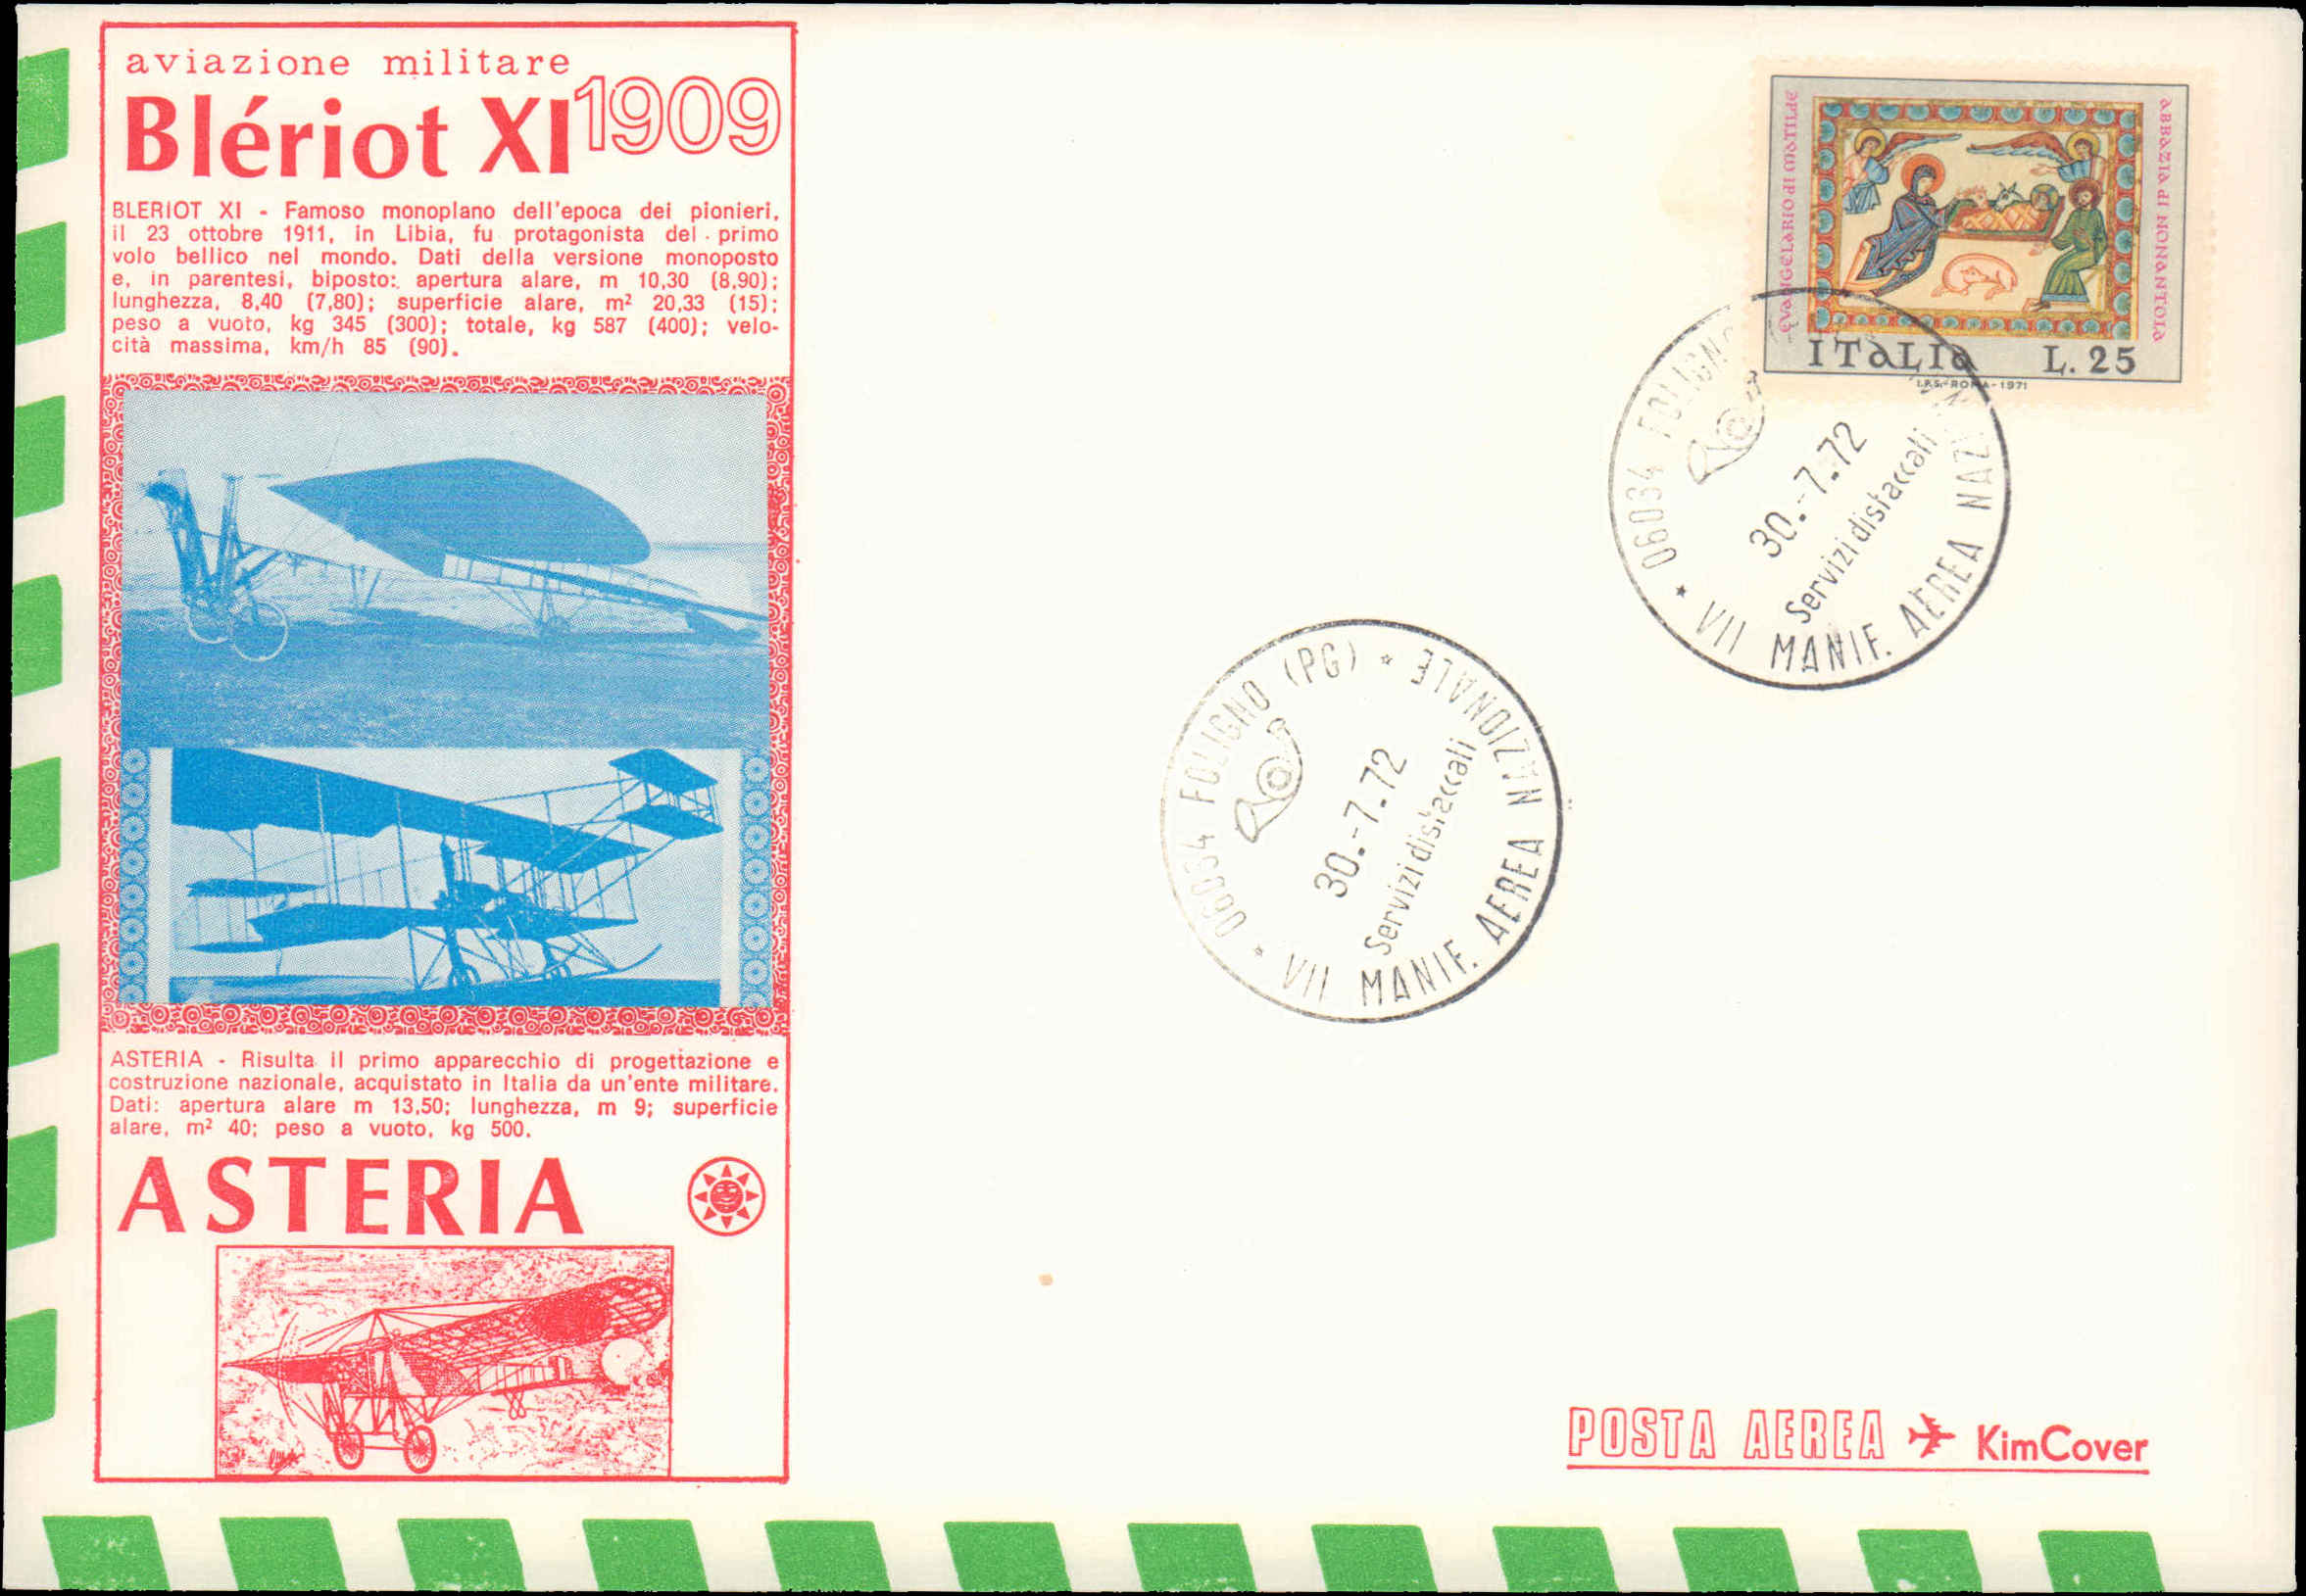 aviazione militare
Blériot XI 1909
BLERIOT XI - Famoso monoplano dell'epoca dei pionieri,
il 23 ottobre 1911, in Libia, fu protagonista del primo
volo bellico nel mondo. Dati della versione monoposto
e, in parentesi, biposto: apertura alare, m 10,30 (8,90);
lunghezza, 8,40 (7,80); superficie alare, m² 20,33 (15);
peso a vuoto, kg 345 (300); totale, kg 587 (400); velo-
cità massima, km/h 85 (90).
ASTERIA - Risulta il primo apparecchio di progettazione e
costruzione nazionale, acquistato in Italia da un'ente militare.
Dati: apertura alare m 13,50; lunghezza, m 9; superficie
alare, m² 40; peso a vuoto, kg 500.
ASTERIA
EVANGELARIO di MATILDE
ABBAZIA di NONANTOLA
ITALIA L. 25
I.P.S.-ROMA-1971
06034 FOLIGNO
30.-7.72
Servizi distaccati
* VII MANIF. AEREA
06034 FOLIGNO (PG) *
30.-7.72
Servizi distaccati
* VII MANIF. AEREA NAZIONALE
POSTA AEREA KimCover